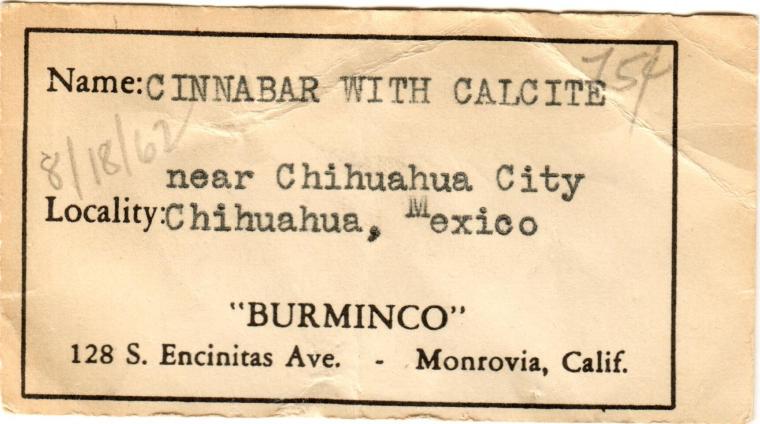 75¢
Name: CINNABAR WITH CALCITE
8/18/62
near Chihuahua City
Locality: Chihuahua, Mexico
"BURMINCO"
128 S. Encinitas Ave. - Monrovia, Calif.